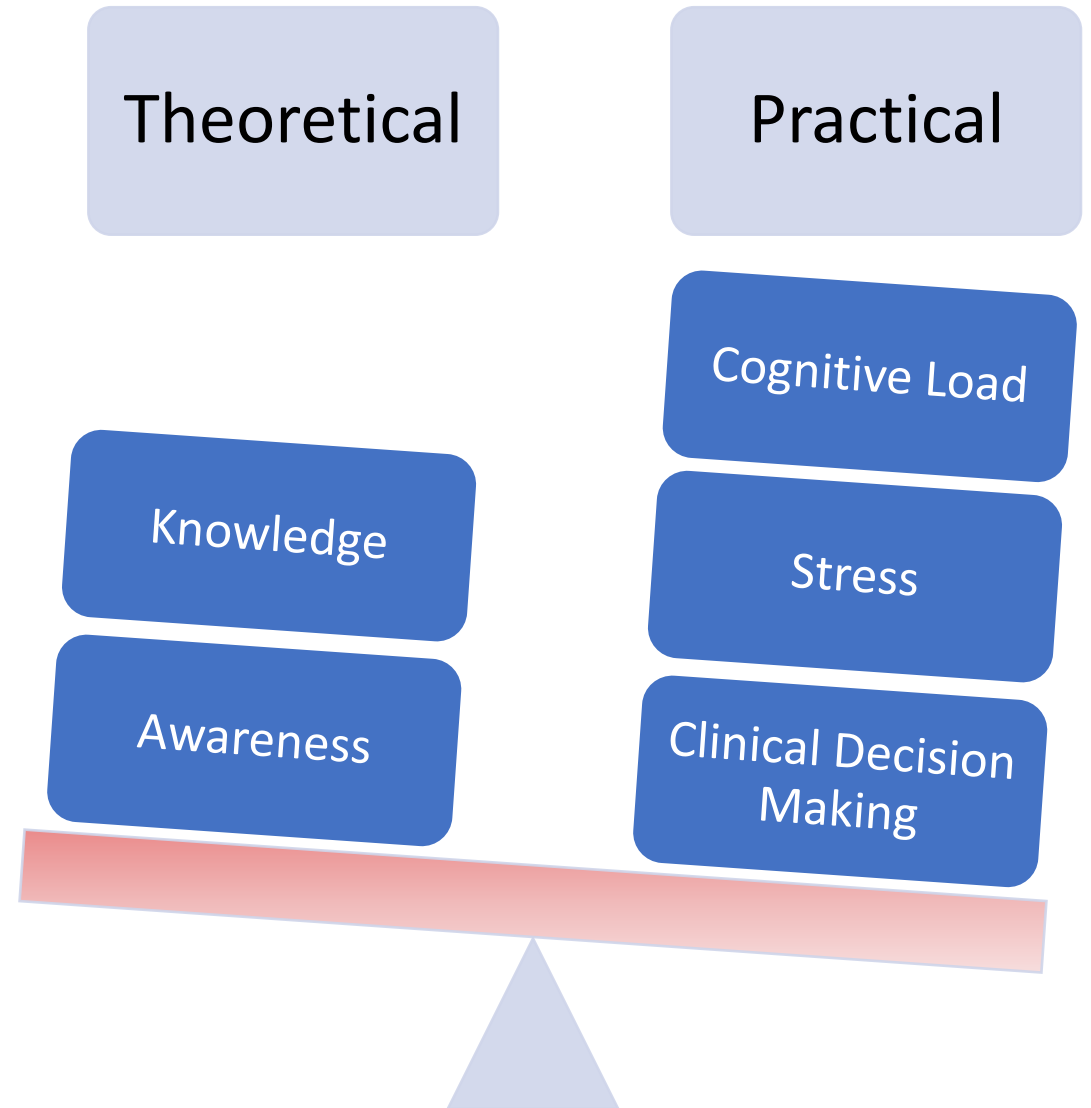 Theoretical
Practical
Cognitive Load
Knowledge
Stress
Awareness
Clinical Decision
Making